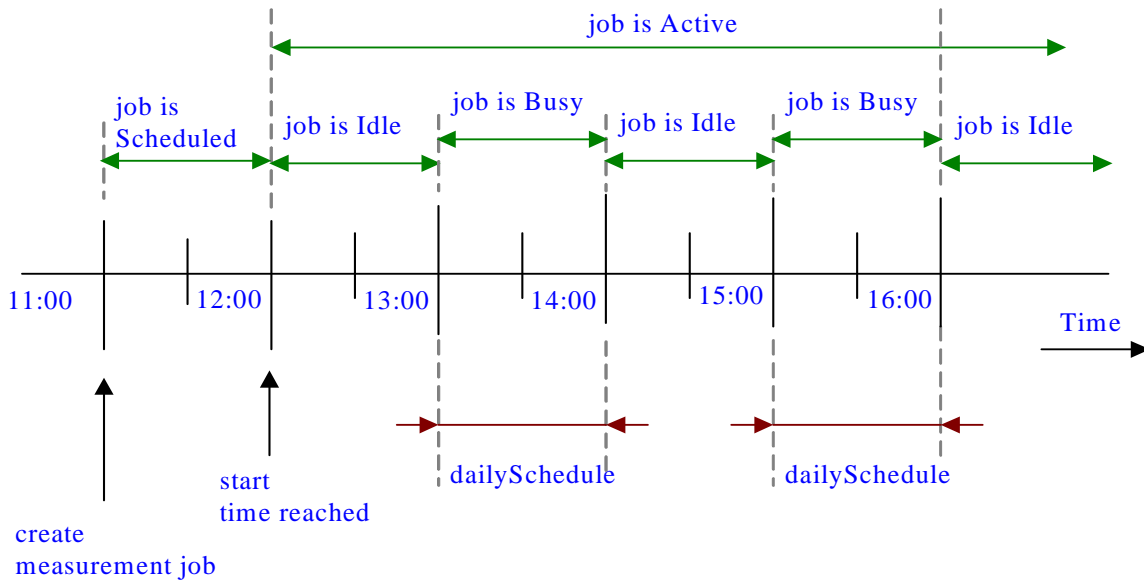 job is Active
job is
Scheduled
job is Idle
job is Busy
job is Idle
job is Busy
job is Idle
11:00
12:00
13:00
14:00
15:00
16:00
Time
dailySchedule
dailySchedule
start
time reached
create
measurement job